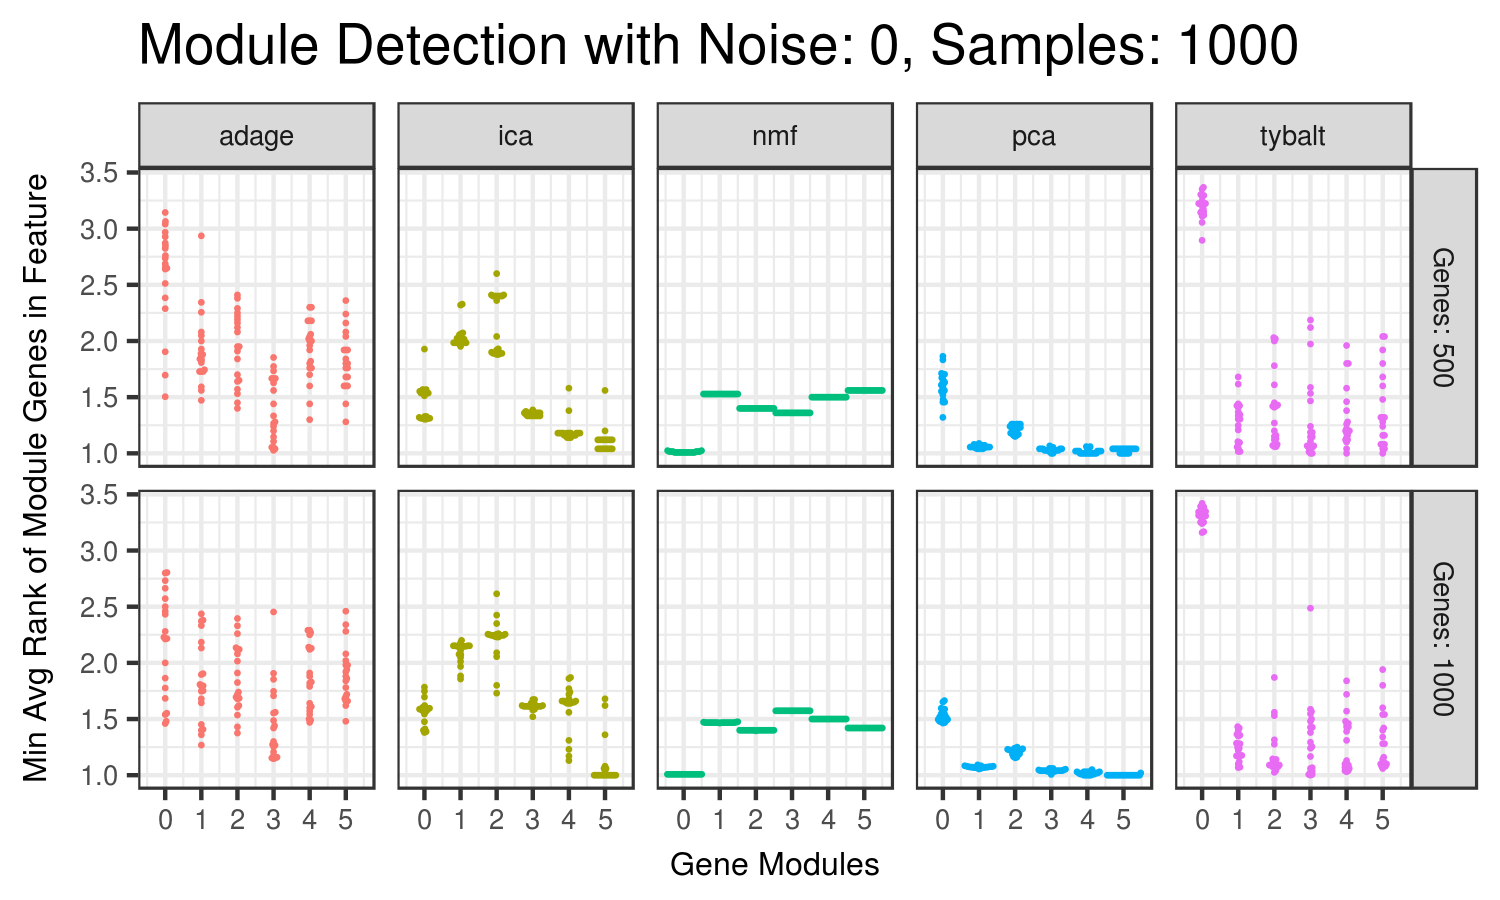 Module Detection with Noise: 0, Samples: 1000
adage ica nmf pca tybalt
Min Avg Rank of Module Genes in Feature
3.5
3.0
2.5
2.0
1.5
1.0
Genes: 500
3.5
3.0
2.5
2.0
1.5
1.0
Genes: 1000
0 1 2 3 4 5 0 1 2 3 4 5 0 1 2 3 4 5 0 1 2 3 4 5 0 1 2 3 4 5
Gene Modules